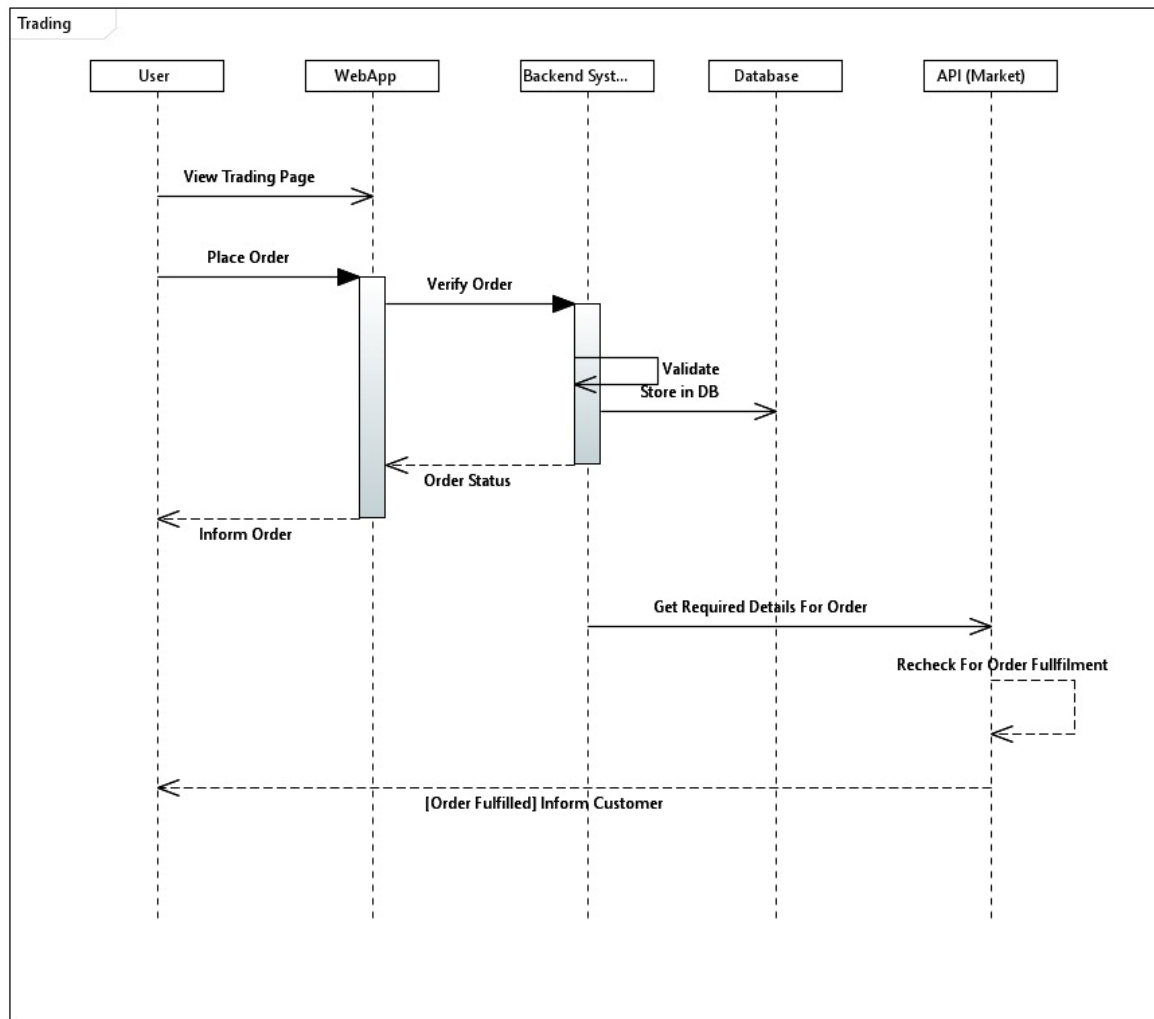 Trading
User
WebApp
Backend Syst...
Database
API (Market)
View Trading Page
Place Order
Verify Order
Validate
Store in DB
Order Status
Inform Order
Get Required Details For Order
Recheck For Order Fullfilment
[Order Fulfilled] Inform Customer